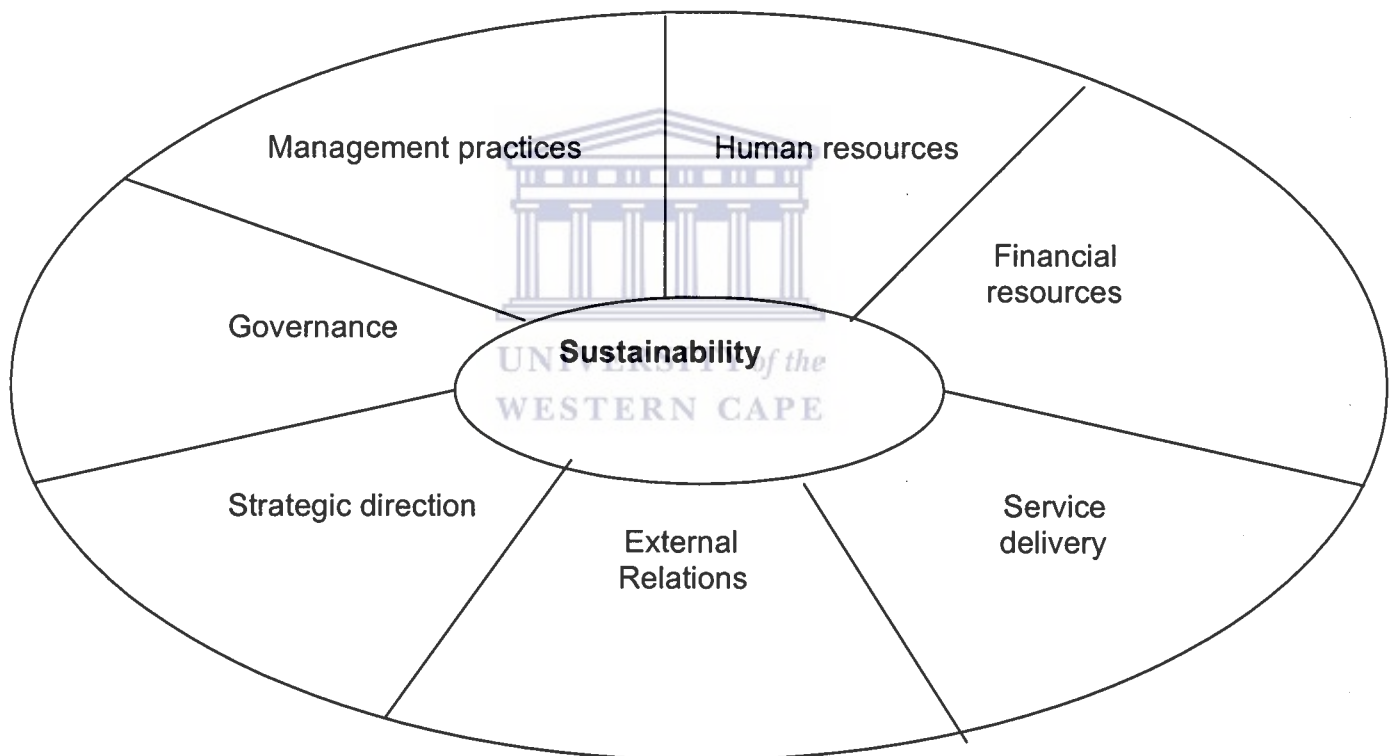 Management practices
Human resources
Financial
resources
Governance
Sustainability
UNIVERSITY of the
WESTERN CAPE
Strategic direction
Service
delivery
External
Relations